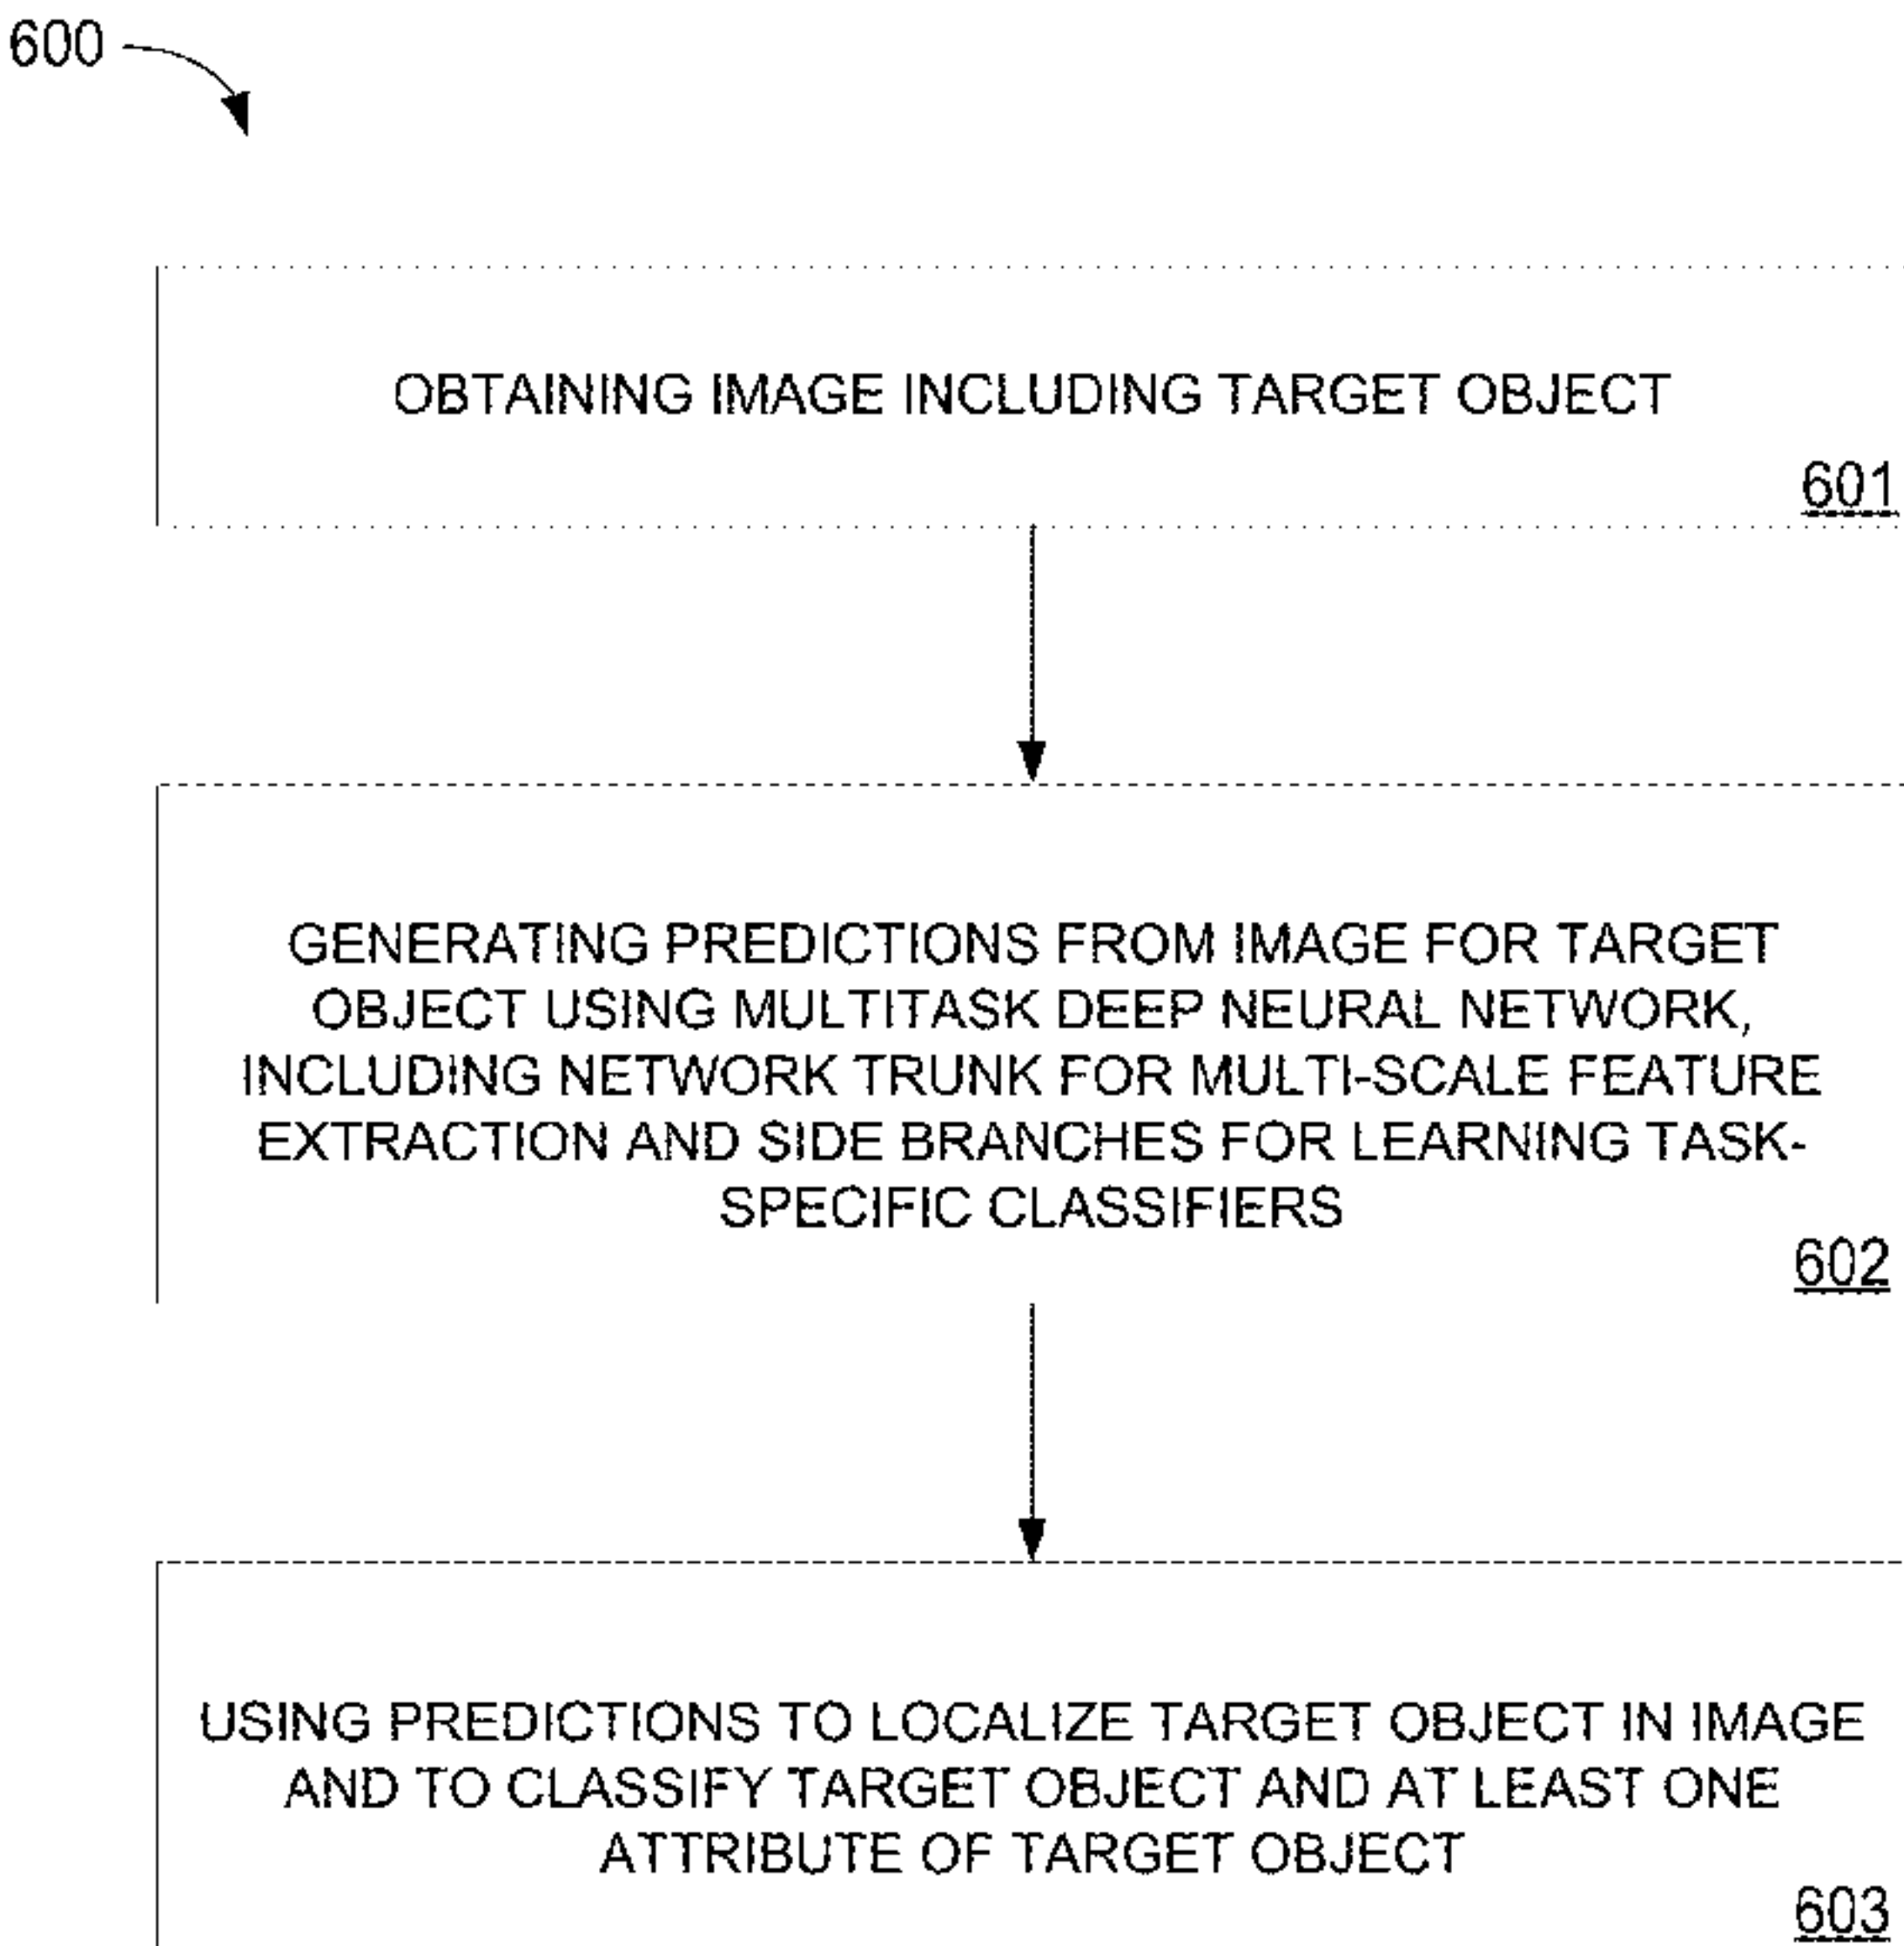 600
OBTAINING IMAGE INCLUDING TARGET OBJECT
601
GENERATING PREDICTIONS FROM IMAGE FOR TARGET
OBJECT USING MULTITASK DEEP NEURAL NETWORK,
INCLUDING NETWORK TRUNK FOR MULTI-SCALE FEATURE
EXTRACTION AND SIDE BRANCHES FOR LEARNING TASK-
SPECIFIC CLASSIFIERS
602
USING PREDICTIONS TO LOCALIZE TARGET OBJECT IN IMAGE
AND TO CLASSIFY TARGET OBJECT AND AT LEAST ONE
ATTRIBUTE OF TARGET OBJECT
603